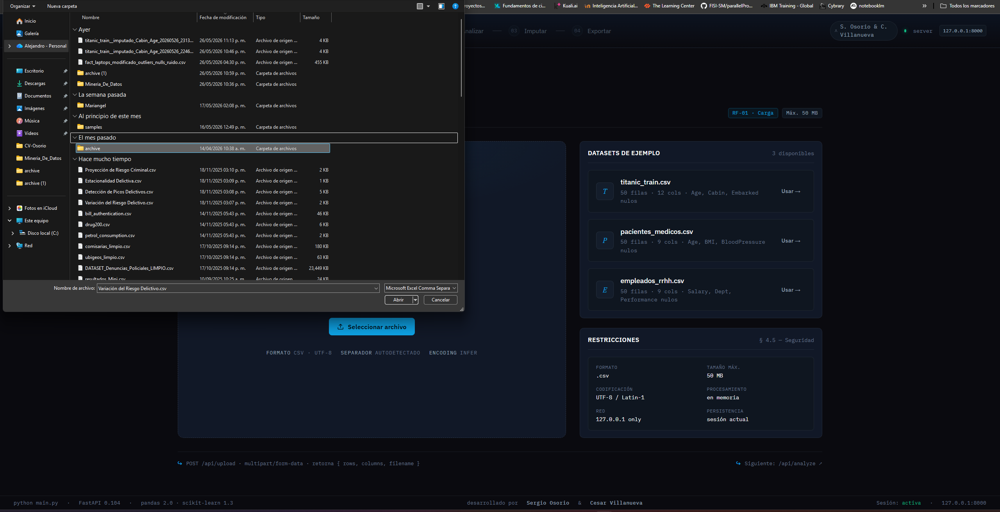 Organizar
Nueva carpeta
royectos...
Fundamentos de ci...
Kuali.ai
Inteligencia Artificial...
The Learning Center
FISI-SM/parallelPro...
IBM Training - Global
Cybrary
notebooklm
Todos los marcadores
Nombre
Fecha de modificación
Tipo
Tamaño
Inicio
Galería
Alejandro - Personal
Escritorio
Descargas
Documentos
Imágenes
Música
Videos
CV-Osorio
Mineria_De_Datos
archive
archive (1)
Fotos en iCloud
Este equipo
Disco local (C:)
Red
Ayer
titanic_train__imputado_Cabin_Age_20260526_2313... 26/05/2026 11:13 p. m. Archivo de origen ... 4 KB
titanic_train__imputado_Cabin_Age_20260526_2246... 26/05/2026 10:46 p. m. Archivo de origen ... 4 KB
fact_laptops_modificado_outliers_nulls_ruido.csv 26/05/2026 04:30 p. m. Archivo de origen ... 455 KB
archive (1) 26/05/2026 10:59 p. m. Carpeta de archivos
Mineria_De_Datos 26/05/2026 10:36 p. m. Carpeta de archivos
La semana pasada
Mariangel 17/05/2026 02:08 p. m. Carpeta de archivos
Al principio de este mes
samples 16/05/2026 12:49 p. m. Carpeta de archivos
El mes pasado
archive 14/04/2026 10:38 a. m. Carpeta de archivos
Hace mucho tiempo
Proyección de Riesgo Criminal.csv 18/11/2025 03:10 p. m. Archivo de origen ... 2 KB
Estacionalidad Delictiva.csv 18/11/2025 03:09 p. m. Archivo de origen ... 1 KB
Detección de Picos Delictivos.csv 18/11/2025 03:08 p. m. Archivo de origen ... 5 KB
Variación del Riesgo Delictivo.csv 18/11/2025 03:07 p. m. Archivo de origen ... 2 KB
bill_authentication.csv 14/11/2025 05:43 p. m. Archivo de origen ... 46 KB
drug200.csv 14/11/2025 05:43 p. m. Archivo de origen ... 6 KB
petrol_consumption.csv 14/11/2025 05:43 p. m. Archivo de origen ... 2 KB
comisarias_limpio.csv 17/10/2025 09:14 p. m. Archivo de origen ... 180 KB
ubigeos_limpio.csv 17/10/2025 09:14 p. m. Archivo de origen ... 63 KB
DATASET_Denuncias_Policiales_LIMPIO.csv 17/10/2025 09:14 p. m. Archivo de origen ... 23,449 KB
resultados_Mini.csv 10/09/2025 10:25 a. m. Archivo de origen ... 24 KB
Nombre de archivo: Variación del Riesgo Delictivo.csv
Microsoft Excel Comma Separa
Abrir
Cancelar
nalizar
03 Imputar
04 Exportar
S. Osorio & C.
Villanueva
server
127.0.0.1:8000
RF-01 · Carga
Máx. 50 MB
DATASETS DE EJEMPLO
3 disponibles
T
titanic_train.csv
50 filas · 12 cols · Age, Cabin, Embarked
nulos
Usar →
P
pacientes_medicos.csv
50 filas · 9 cols · Age, BMI, BloodPressure
nulos
Usar →
E
empleados_rrhh.csv
50 filas · 9 cols · Salary, Dept,
Performance nulos
Usar →
Seleccionar archivo
FORMATO CSV · UTF-8 SEPARADOR AUTODETECTADO ENCODING INFER
RESTRICCIONES
§ 4.5 — Seguridad
FORMATO
.csv
TAMAÑO MÁX.
50 MB
CODIFICACIÓN
UTF-8 / Latin-1
PROCESAMIENTO
en memoria
RED
127.0.0.1 only
PERSISTENCIA
sesión actual
↪ POST /api/upload · multipart/form-data · retorna { rows, columns, filename }
↪ Siguiente: /api/analyze ↗
python main.py · FastAPI 0.104 · pandas 2.0 · scikit-learn 1.3
desarrollado por Sergio Osorio & Cesar Villanueva
Sesión: activa · 127.0.0.1:8000